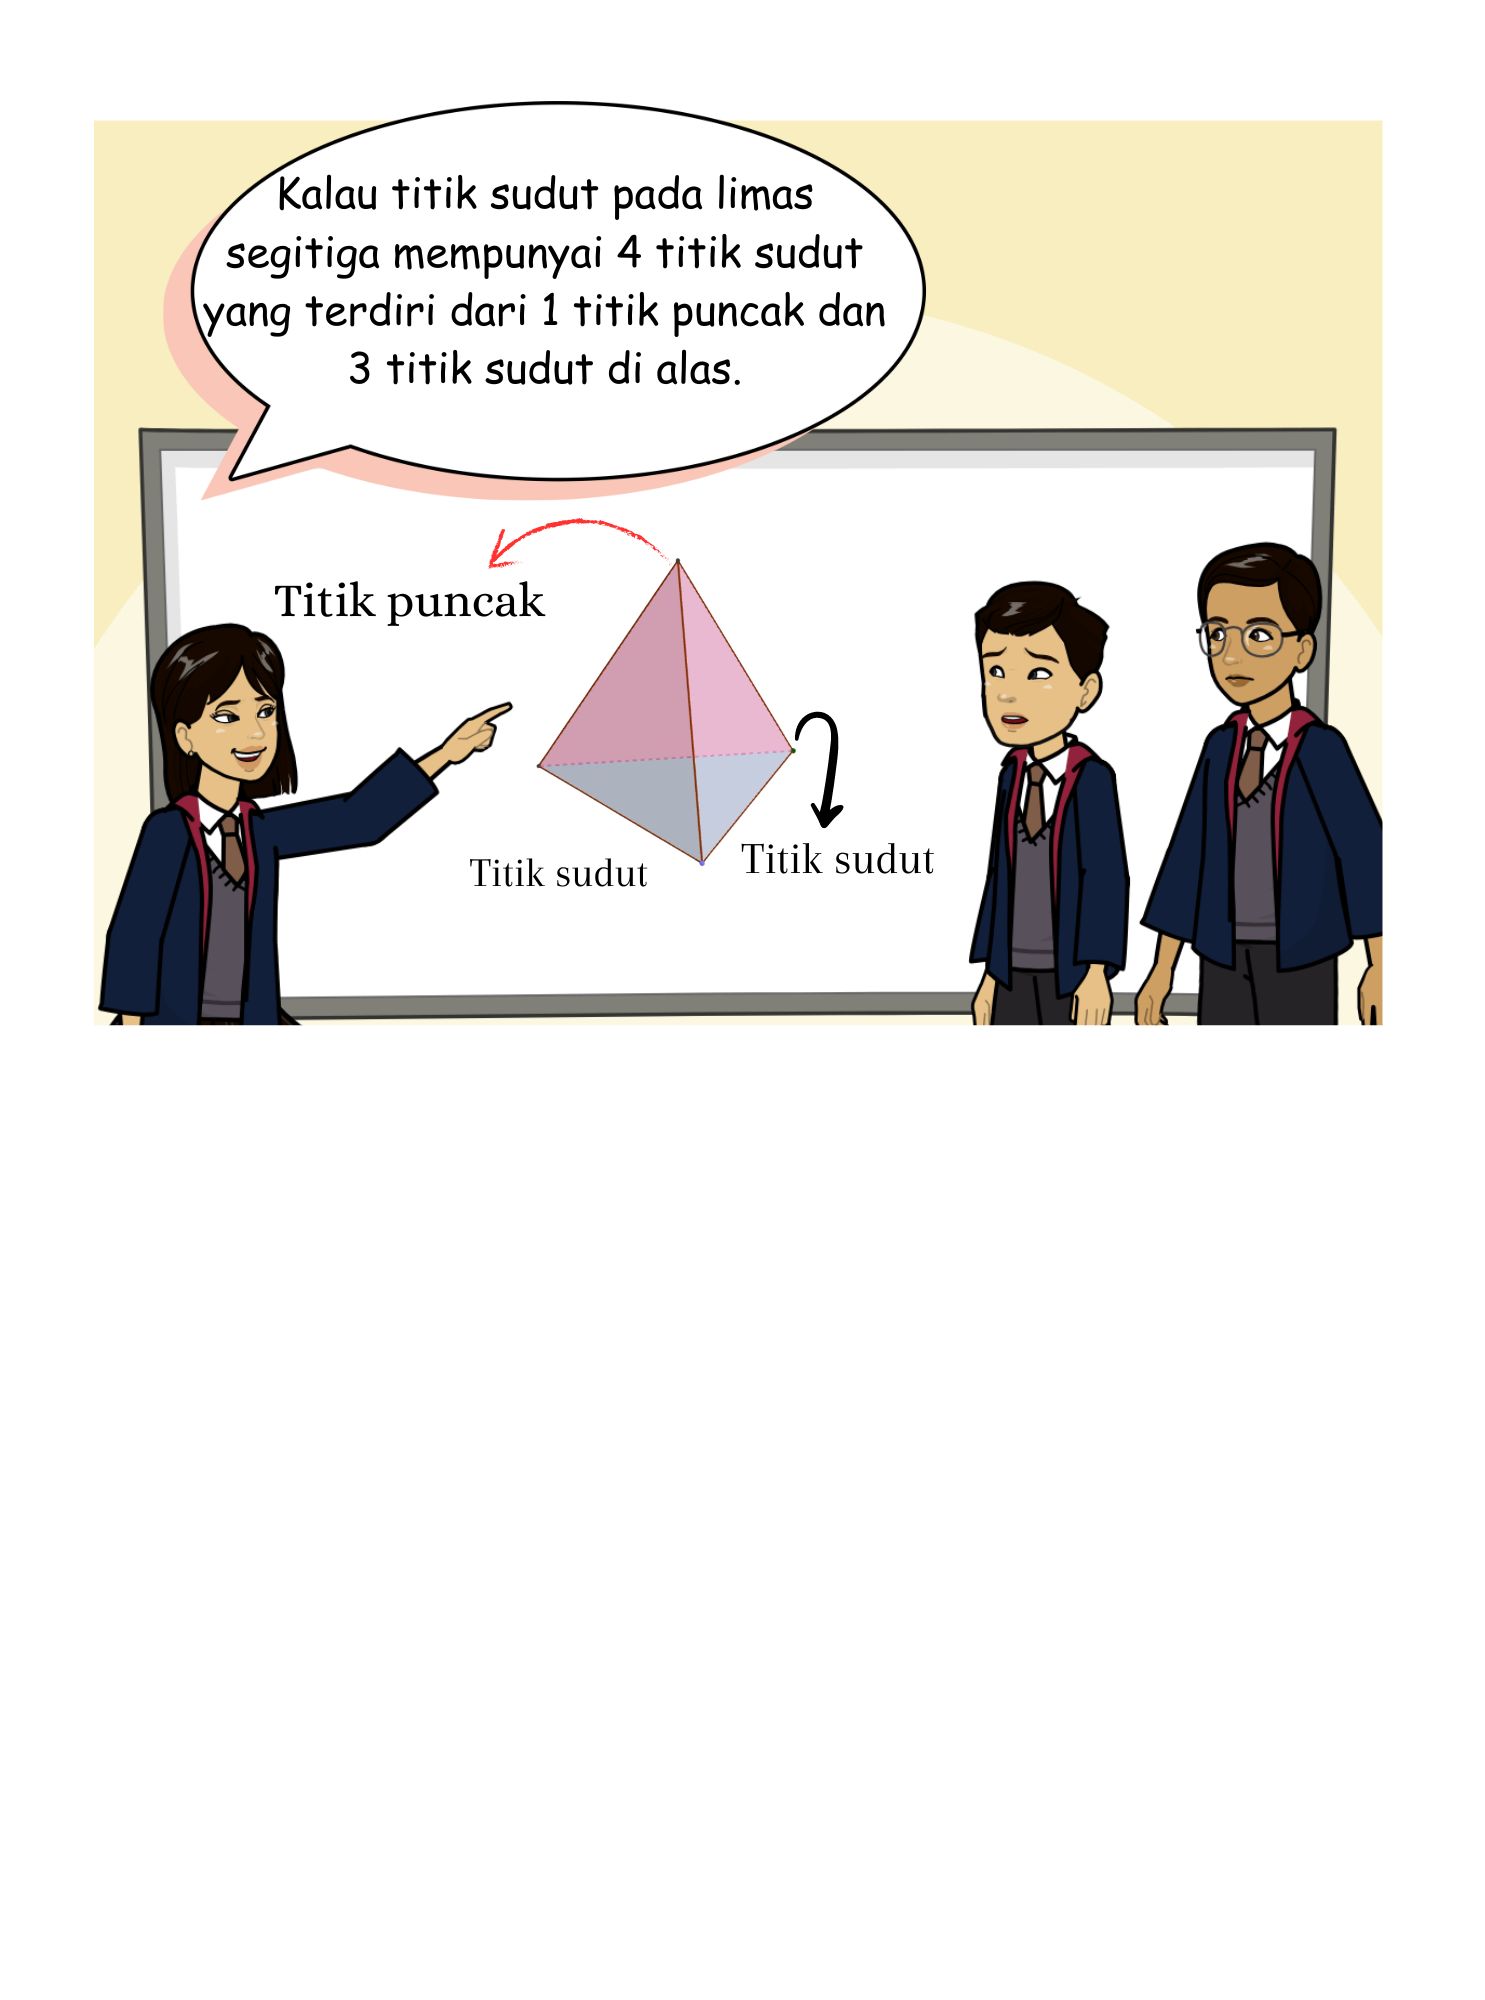 Kalau titik sudut pada limas
segitiga mempunyai 4 titik sudut
yang terdiri dari 1 titik puncak dan
3 titik sudut di alas.
Titik puncak
Titik sudut
Titik sudut